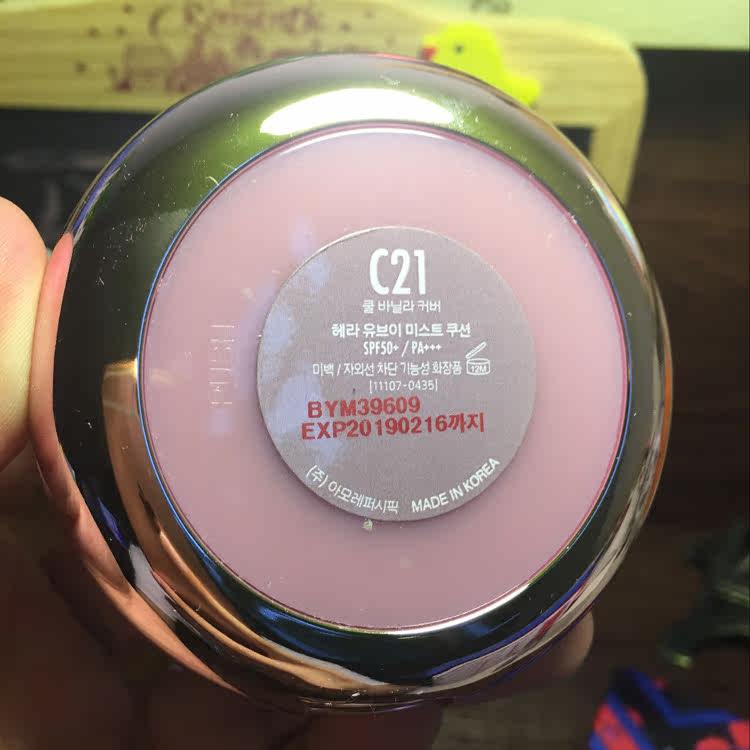 Romantic
PUSH
C21
쿨 바닐라 커버
헤라 유브이 미스트 쿠션
SPF50+ / PA+++
미백 / 자외선 차단 기능성 화장품 12M
[11107-0435]
BYM39609
EXP20190216까지
(주) 아모레퍼시픽 MADE IN KOREA